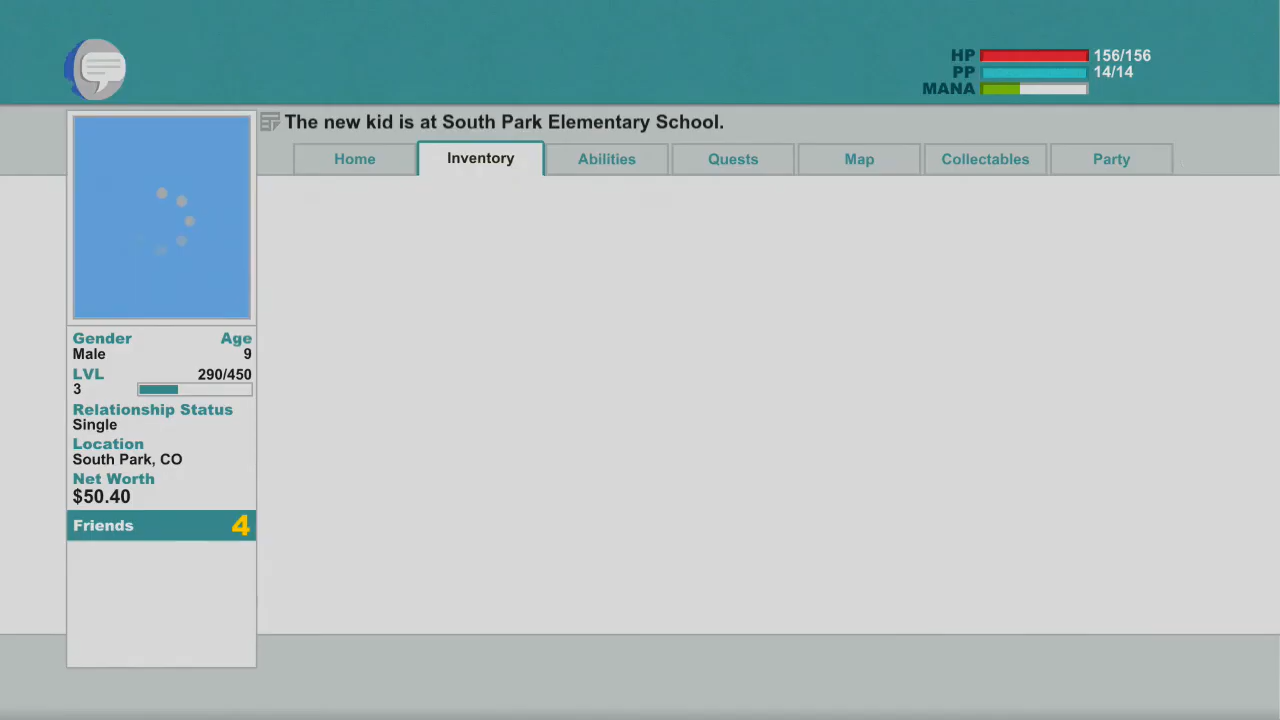 HP 156/156
PP 14/14
MANA
The new kid is at South Park Elementary School.
Home Inventory Abilities Quests Map Collectables Party
Gender Age
Male 9
LVL 290/450
3
Relationship Status
Single
Location
South Park, CO
Net Worth
$50.40
Friends 4